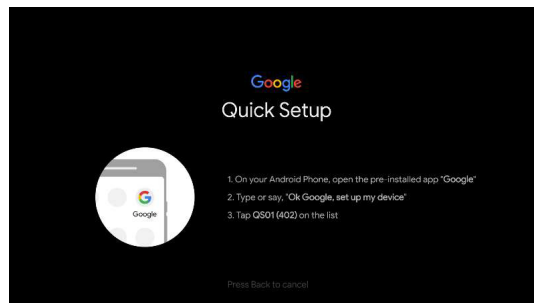 Google
Quick Setup
1. On your Android Phone, open the pre-installed app "Google"
2. Type or say, "Ok Google, set up my device"
3. Tap QS01 (402) on the list
Google
Press Back to cancel